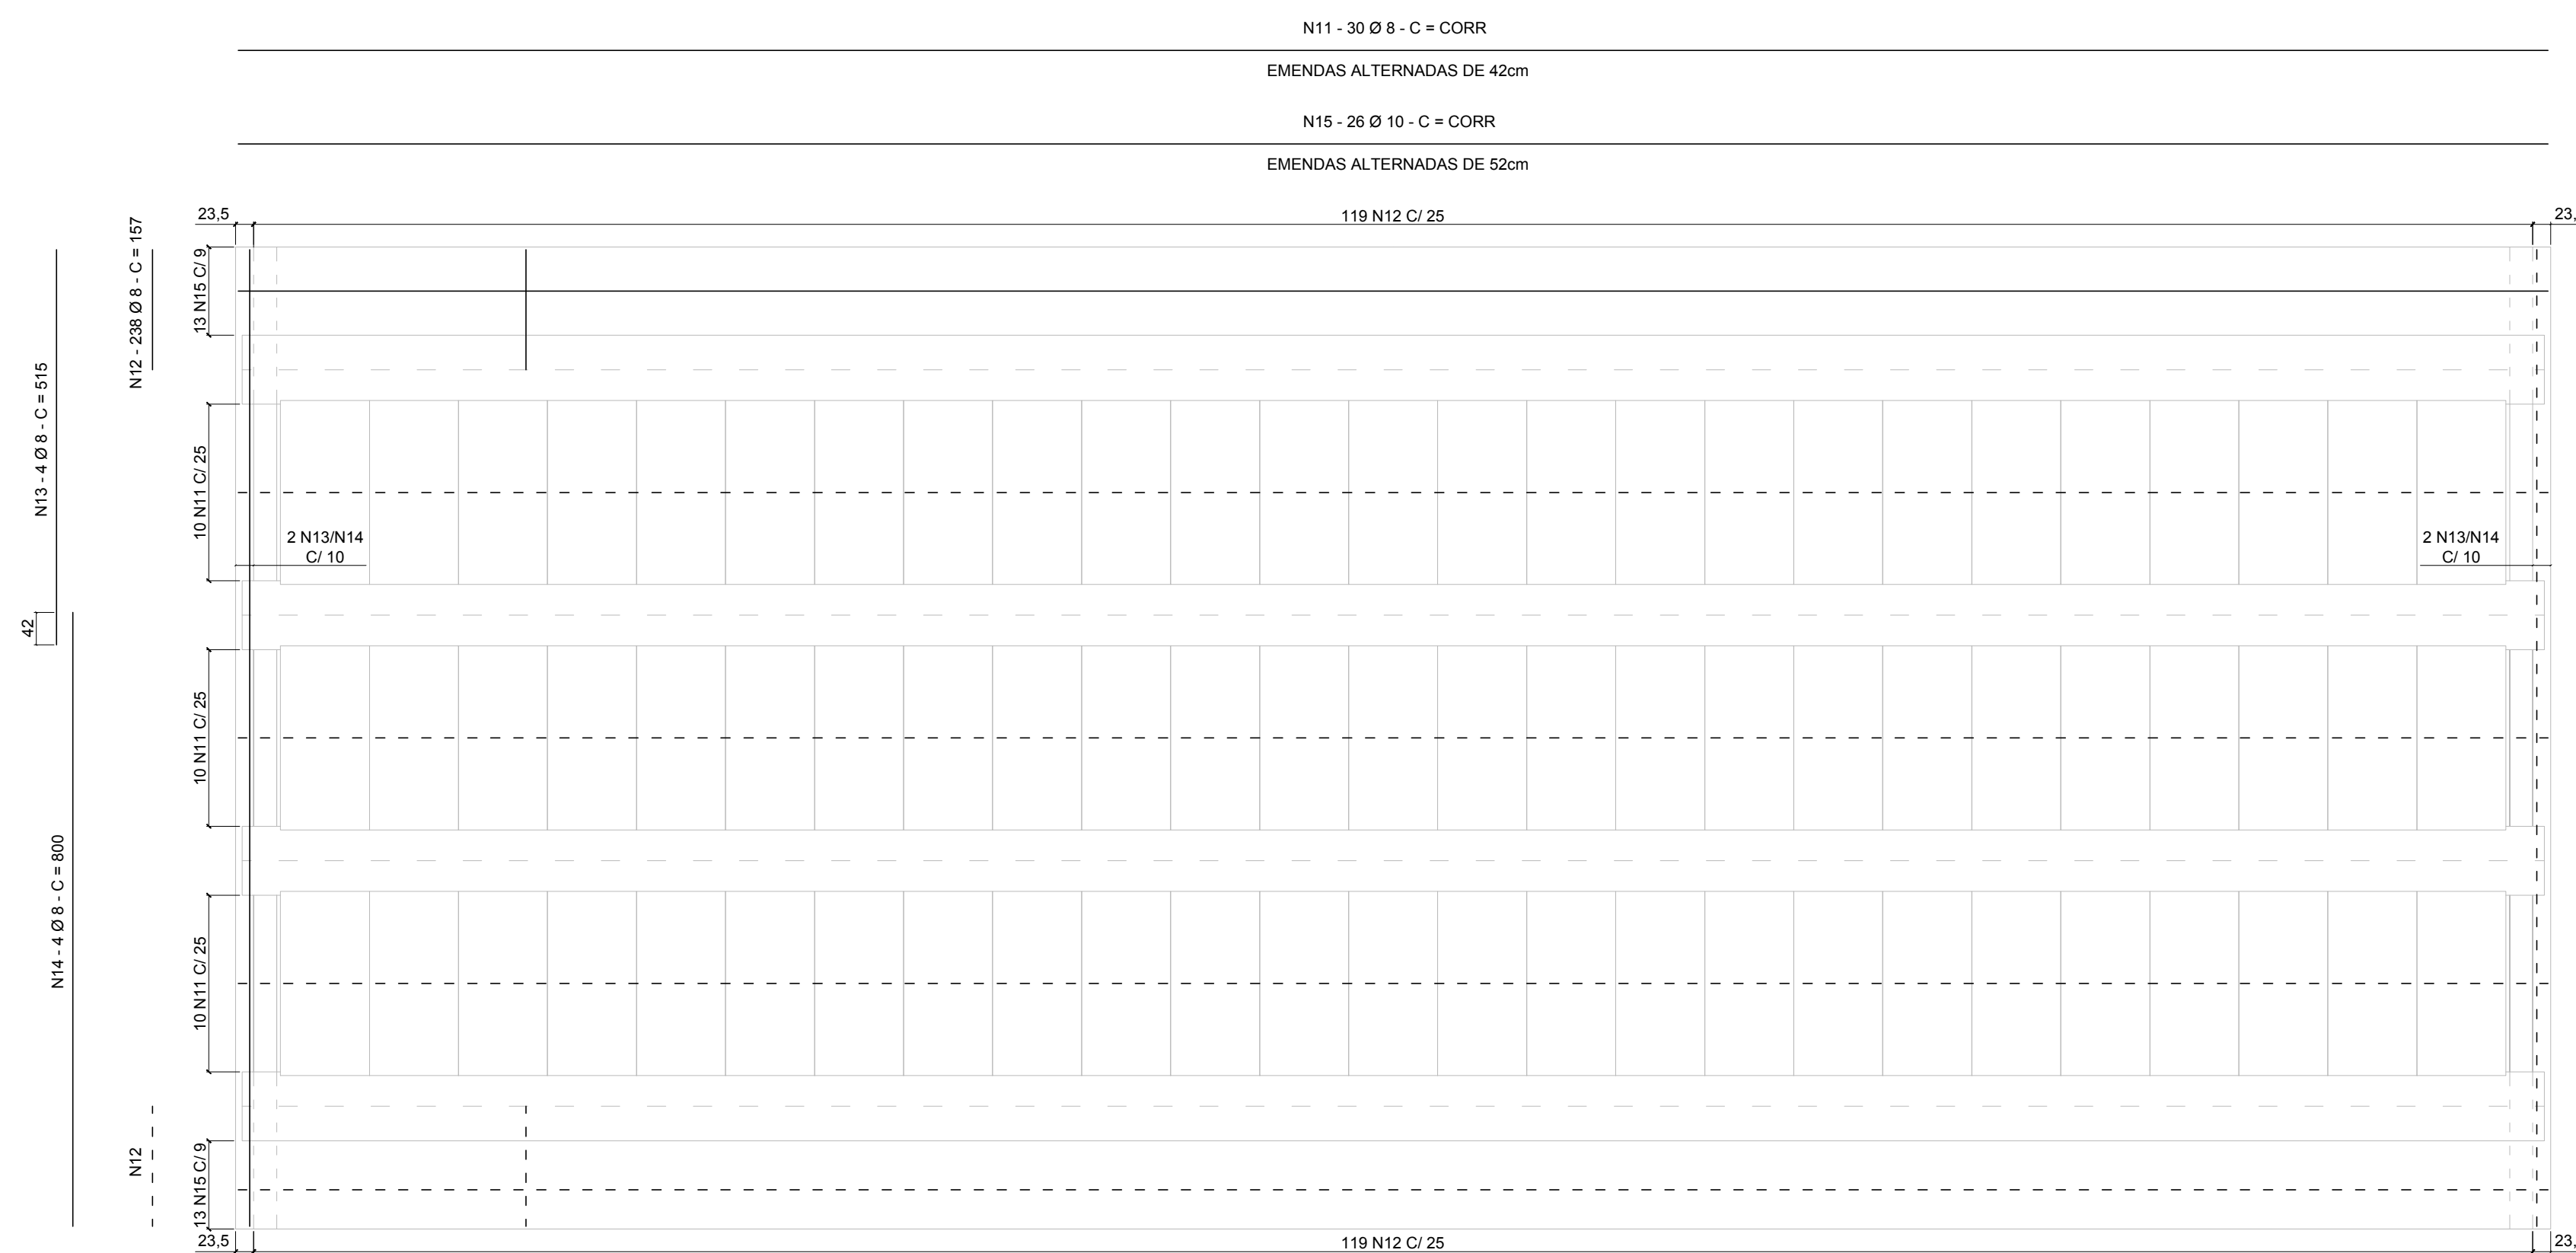 N11 - 30 Ø 8 - C = CORR
EMENDAS ALTERNADAS DE 42cm
N15 - 26 Ø 10 - C = CORR
EMENDAS ALTERNADAS DE 52cm
23,5
119 N12 C/ 25
23,
N12 - 238 Ø 8 - C = 157
13 N15 C/ 9
N13 - 4 Ø 8 - C = 515
10 N11 C/ 25
2 N13/N14
C/ 10
2 N13/N14
C/ 10
42
10 N11 C/ 25
N14 - 4 Ø 8 - C = 800
10 N11 C/ 25
N12
13 N15 C/ 9
23,5
119 N12 C/ 25
23,